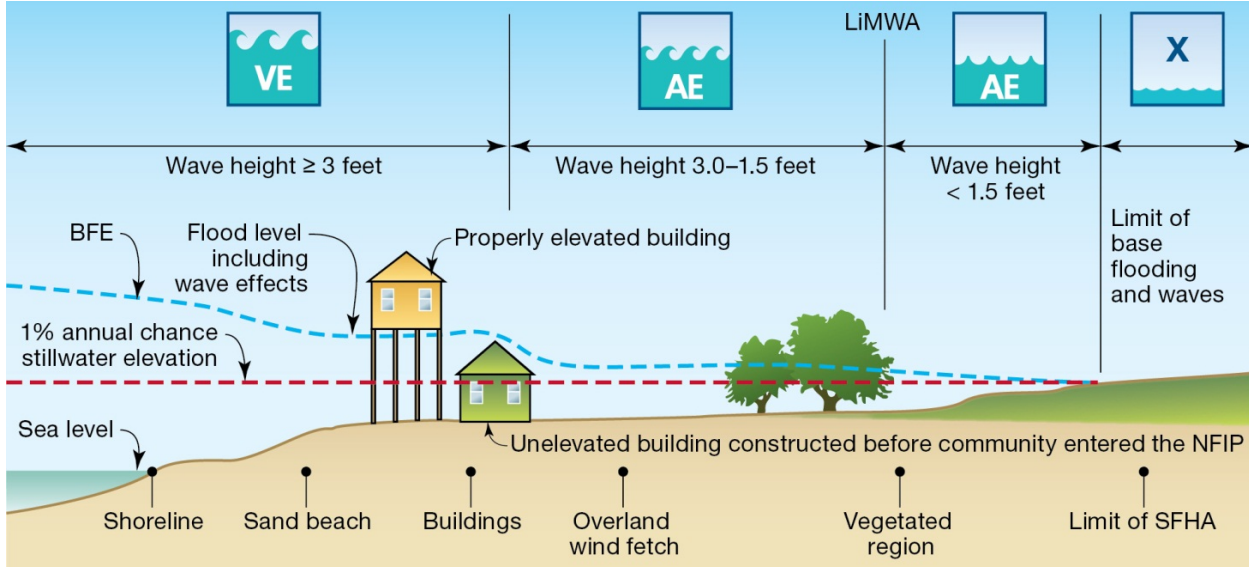 LiMWA
VE
AE
AE
X
Wave height ≥ 3 feet
Wave height 3.0–1.5 feet
Wave height
< 1.5 feet
BFE
Flood level
including
wave effects
Properly elevated building
Limit of
base
flooding
and waves
1% annual chance
stillwater elevation
Sea level
Unelevated building constructed before community entered the NFIP
Shoreline
Sand beach
Buildings
Overland
wind fetch
Vegetated
region
Limit of SFHA